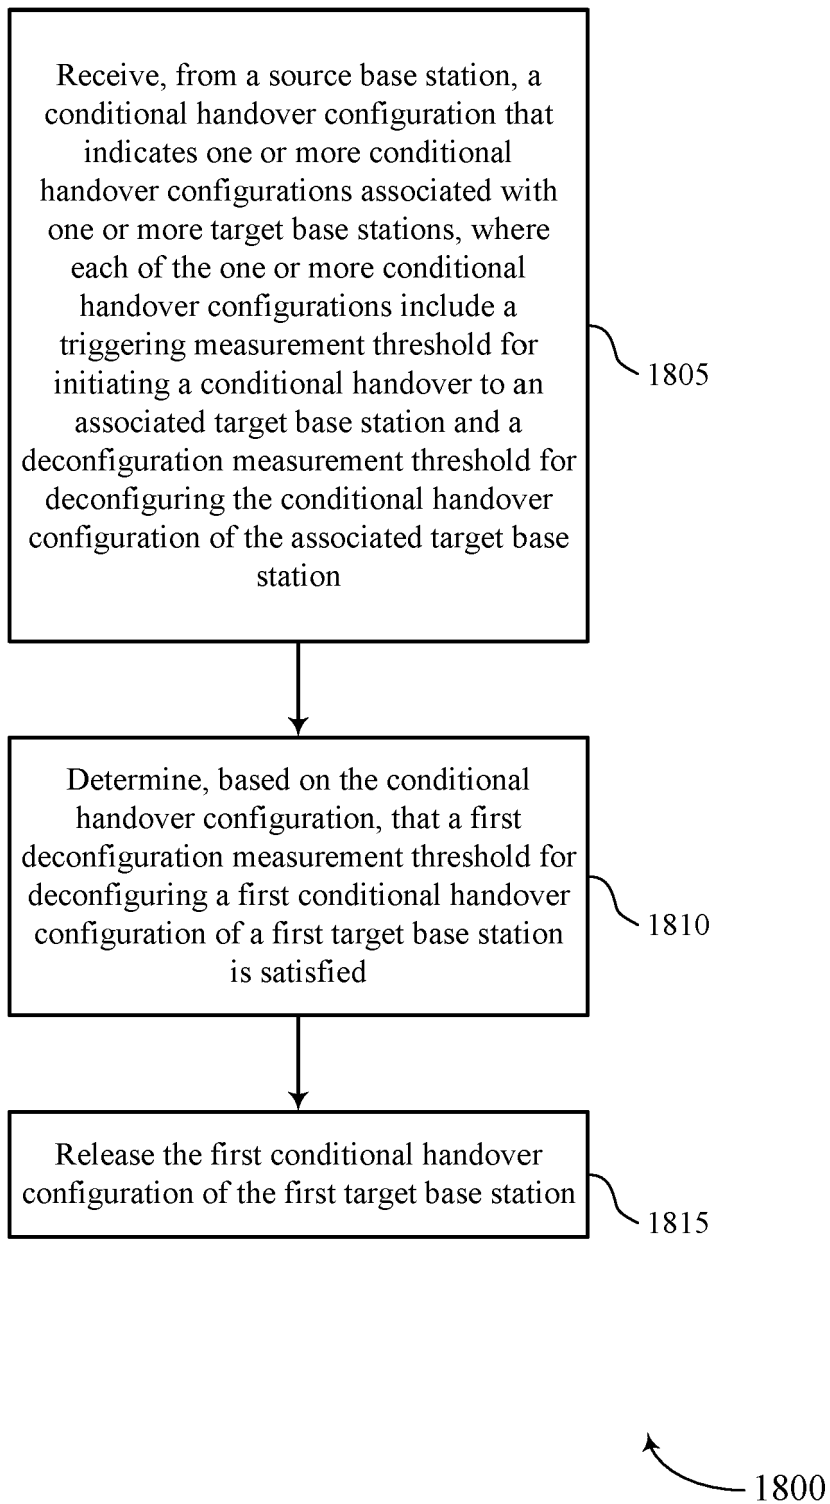 Receive, from a source base station, a
conditional handover configuration that
indicates one or more conditional
handover configurations associated with
one or more target base stations, where
each of the one or more conditional
handover configurations include a
triggering measurement threshold for
initiating a conditional handover to an
associated target base station and a
deconfiguration measurement threshold for
deconfiguring the conditional handover
configuration of the associated target base
station
1805
Determine, based on the conditional
handover configuration, that a first
deconfiguration measurement threshold for
deconfiguring a first conditional handover
configuration of a first target base station
is satisfied
1810
Release the first conditional handover
configuration of the first target base station
1815
1800